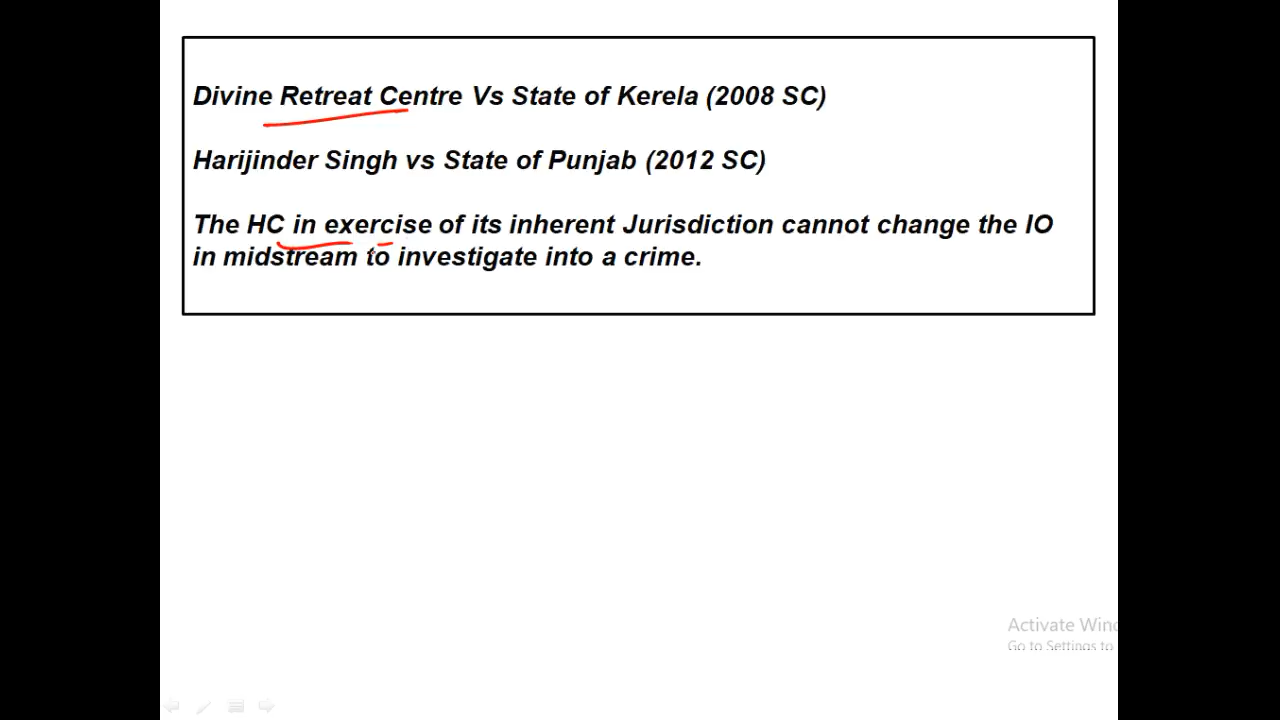 Divine Retreat Centre Vs State of Kerela (2008 SC)
Harijinder Singh vs State of Punjab (2012 SC)
The HC in exercise of its inherent Jurisdiction cannot change the IO
in midstream to investigate into a crime.
Activate Wind
Go to Settings to